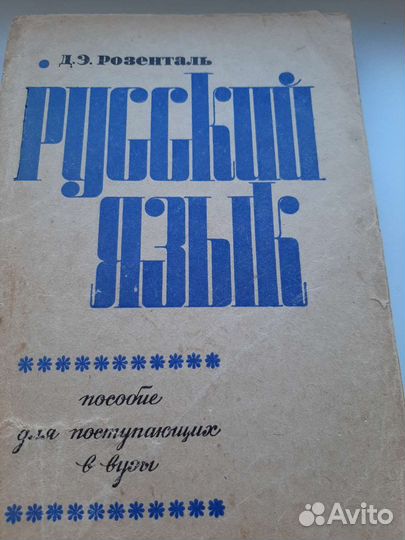 Д.Э. Розенталь
Русский
язык
***********
пособие
для поступающих
в вузы
***********
Avito